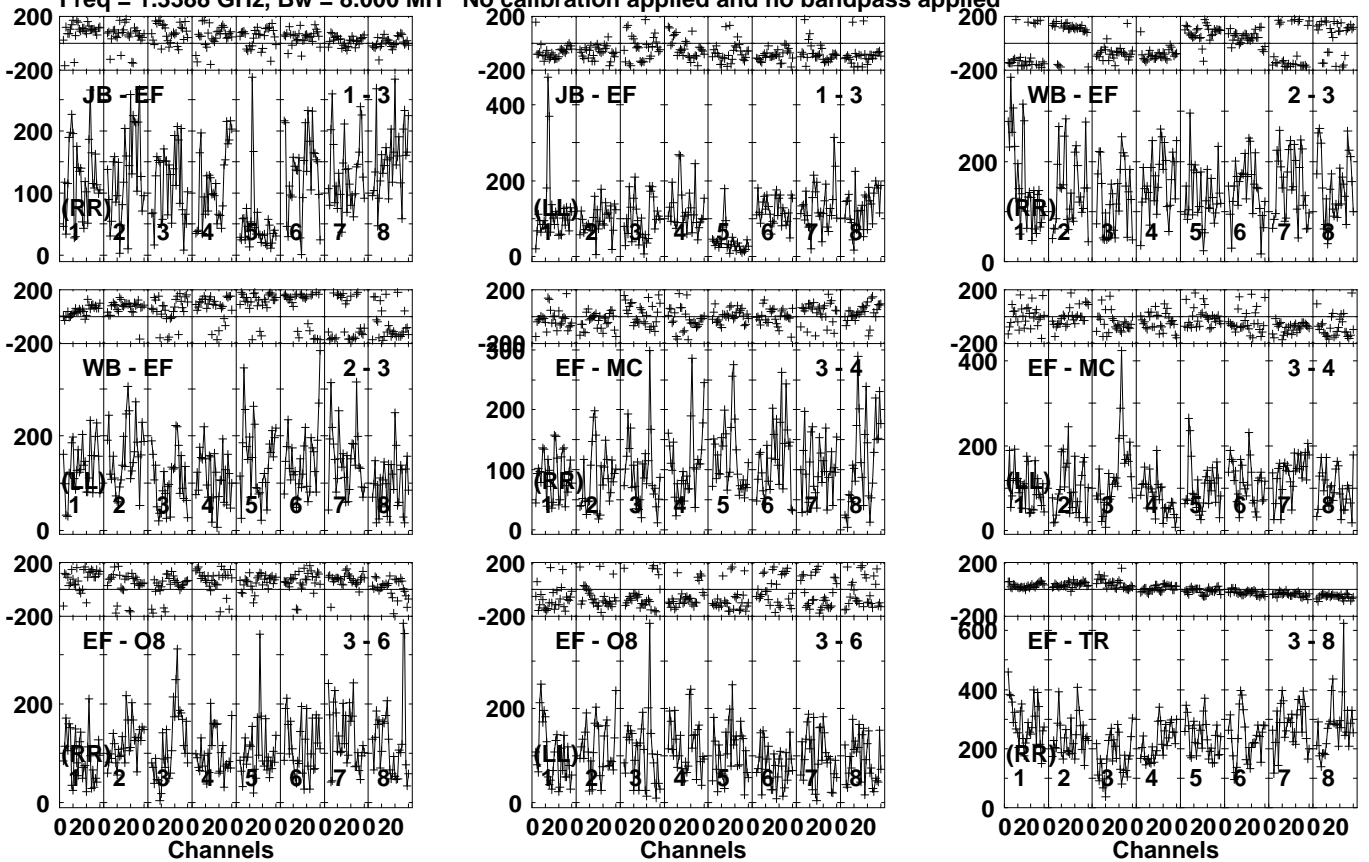 Freq = 1.5388 GHz, Bw = 8.000 MH No calibration applied and no bandpass applied
200 200 200
-200 -200 -200
JB - EF 1 - 3 JB - EF 1 - 3 WB - EF 2 - 3
400
200 200
200
100
(RR) (LL) (RR)
1 2 3 4 5 6 7 8 1 2 3 4 5 6 7 8 1 2 3 4 5 6 7 8
0 0 0
200 200 200
-200 -200 -200
300 400
WB - EF 2 - 3 EF - MC 3 - 4 EF - MC 3 - 4
200 200 200
100
(LL) (RR) (LL)
1 2 3 4 5 6 7 8 1 2 3 4 5 6 7 8 1 2 3 4 5 6 7 8
0 0 0
200 200 200
-200 -200 -200
600
EF - O8 3 - 6 EF - O8 3 - 6 EF - TR 3 - 8
400
200 200 200
(RR) (LL) (RR)
1 2 3 4 5 6 7 8 1 2 3 4 5 6 7 8 1 2 3 4 5 6 7 8
0 0 0
0 20 0 20 0 20 0 20 0 20 0 20 0 20 0 20 0 20 0 20 0 20 0 20 0 20 0 20 0 20 0 20 0 20 0 20 0 20 0 20 0 20 0 20 0 20 0 20
Channels Channels Channels